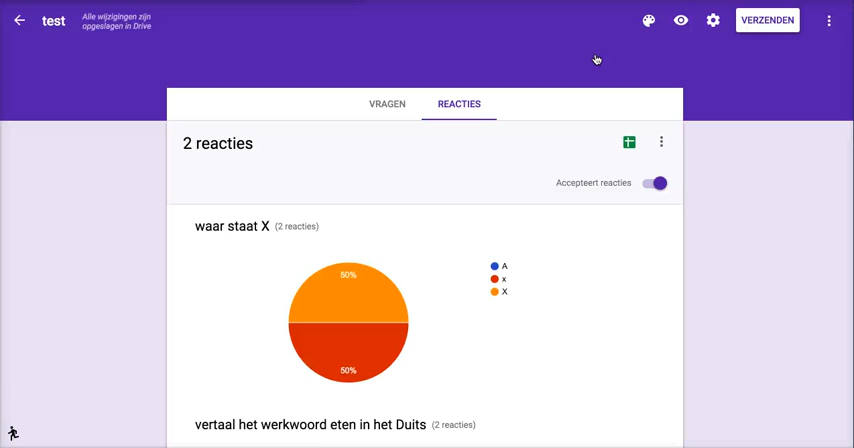 test
Alle wijzigingen zijn
opgeslagen in Drive
VERZENDEN
VRAGEN REACTIES
2 reacties
Accepteert reacties
waar staat X (2 reacties)
50%
50%
A
x
X
vertaal het werkwoord eten in het Duits (2 reacties)